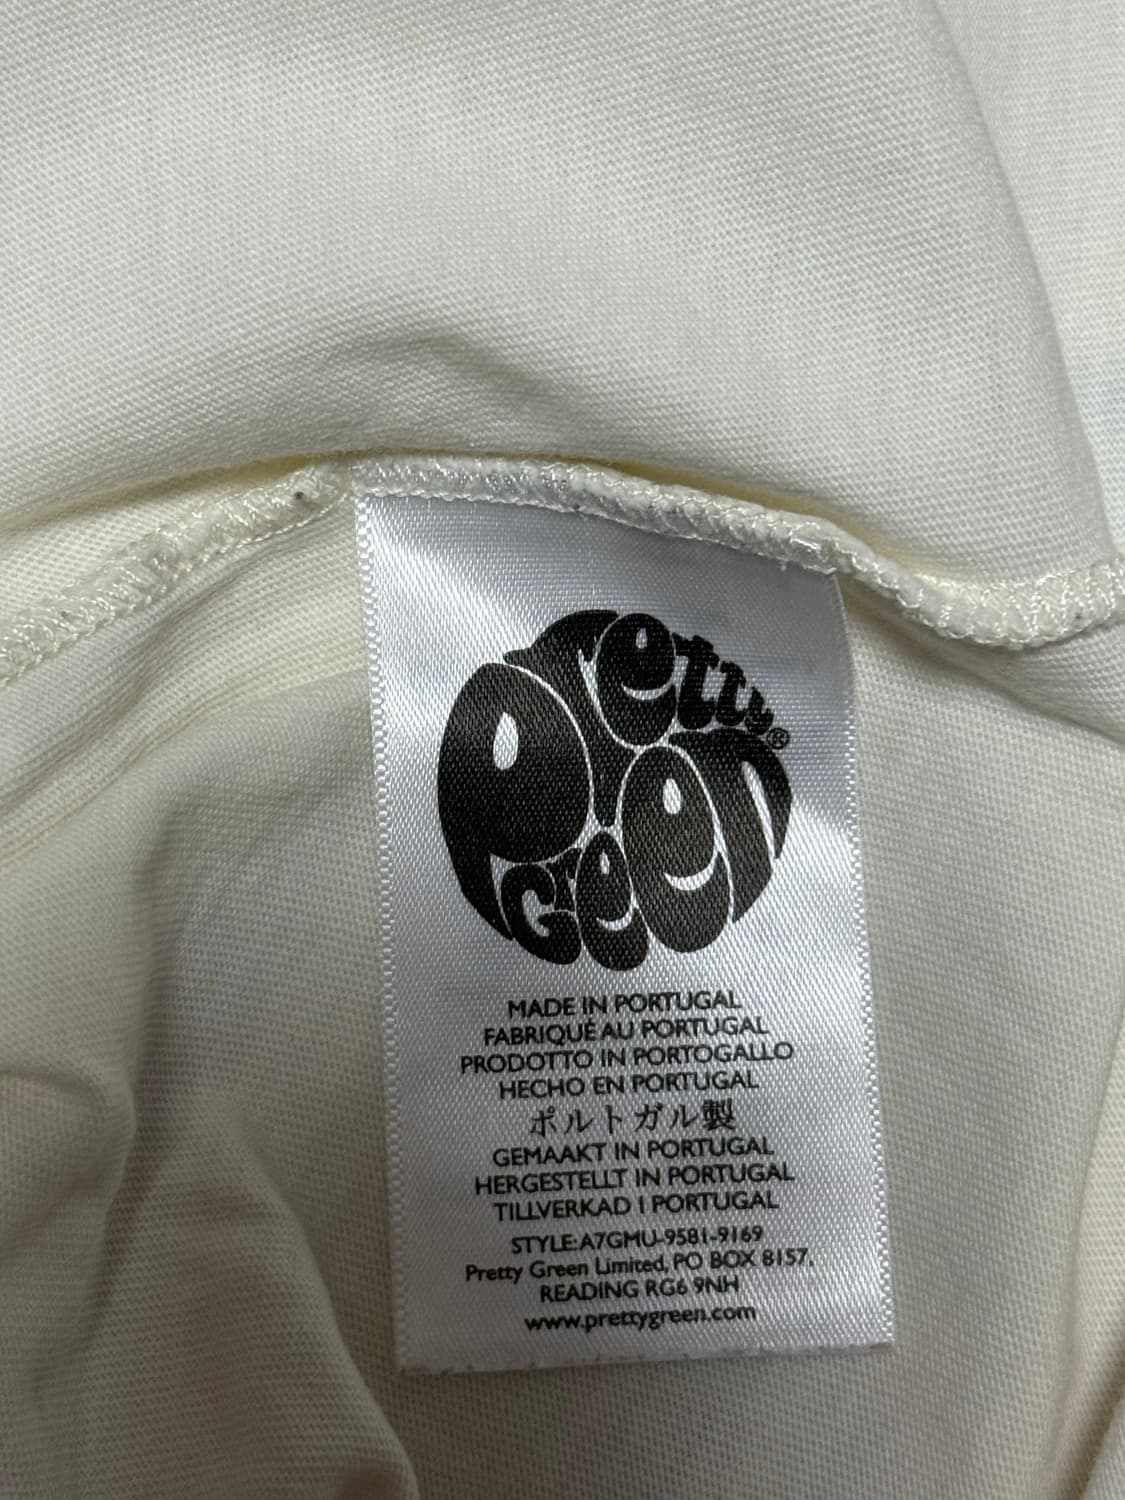 Pretty®
Green
MADE IN PORTUGAL
FABRIQUÉ AU PORTUGAL
PRODOTTO IN PORTOGALLO
HECHO EN PORTUGAL
ポルトガル製
GEMAAKT IN PORTUGAL
HERGESTELLT IN PORTUGAL
TILLVERKAD I PORTUGAL
STYLE:A7GMU-9581-9169
Pretty Green Limited, PO BOX 8157,
READING RG6 9NH
www.prettygreen.com